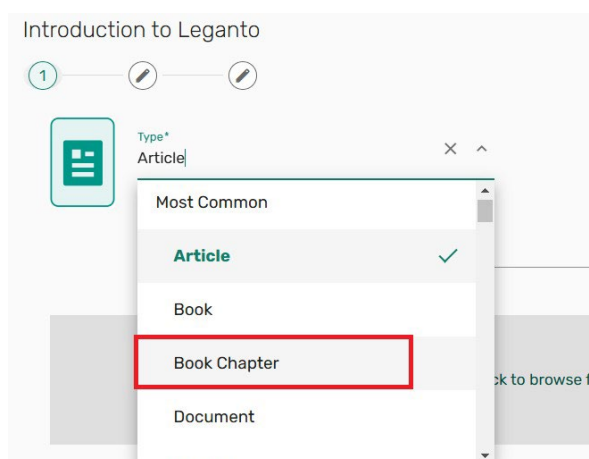 Introduction to Leganto
1
Type*
Article
Most Common
Article
Book
Book Chapter
ck to browse f
Document